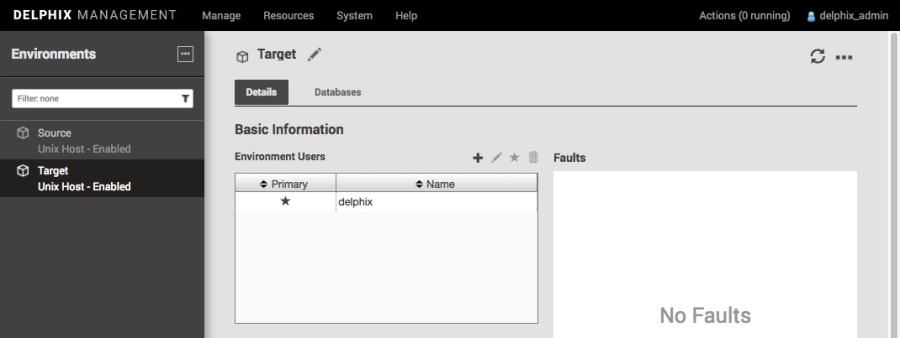 DELPHIX MANAGEMENT Manage Resources System Help Actions (0 running) delphix_admin
Environments
Filter: none
Source
Unix Host - Enabled
Target
Unix Host - Enabled
Target
Details Databases
Basic Information
Environment Users
Primary Name
delphix
Faults
No Faults